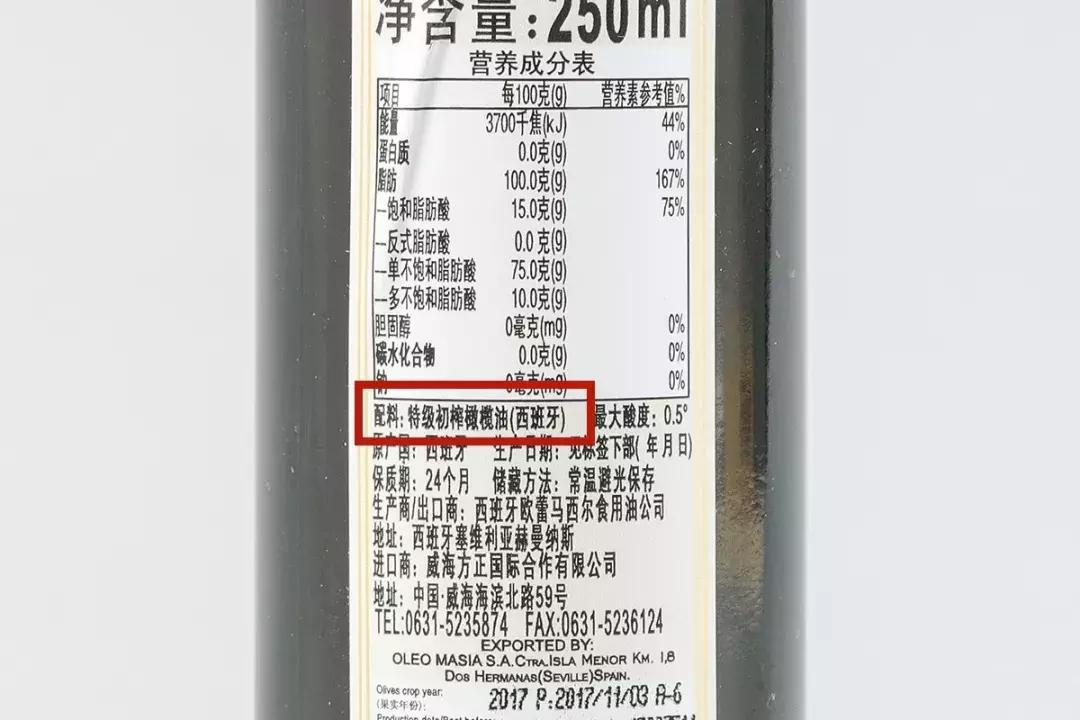 净含量:250ml
营养成分表
项目 每100克(g) 营养素参考值%
能量 3700千焦(kJ) 44%
蛋白质 0.0克(g) 0%
脂肪 100.0克(g) 167%
--饱和脂肪酸 15.0克(g) 75%
--反式脂肪酸 0.0 克(g)
--单不饱和脂肪酸 75.0克(g)
--多不饱和脂肪酸 10.0克(g)
胆固醇 0毫克(mg) 0%
碳水化合物 0.0克(g) 0%
钠 0毫克(mg) 0%
配料: 特级初榨橄榄油(西班牙) 最大酸度: 0.5°
原产国: 西班牙 生产日期: 见标签下部( 年月日)
保质期: 24个月 储藏方法: 常温避光保存
生产商/出口商: 西班牙欧蕾马西尔食用油公司
地址: 西班牙塞维利亚赫曼纳斯
进口商: 威海方正国际合作有限公司
地址: 中国·威海海滨北路59号
TEL:0631-5235874 FAX:0631-5236124
EXPORTED BY:
OLEO MASIA S.A. CTRA. ISLA MENOR KM. 1,8
DOS HERMANAS(SEVILLE)SPAIN.
Olives crop year:
(果实年份): 2017 P:2017/11/03 A-6
Production date/Best before